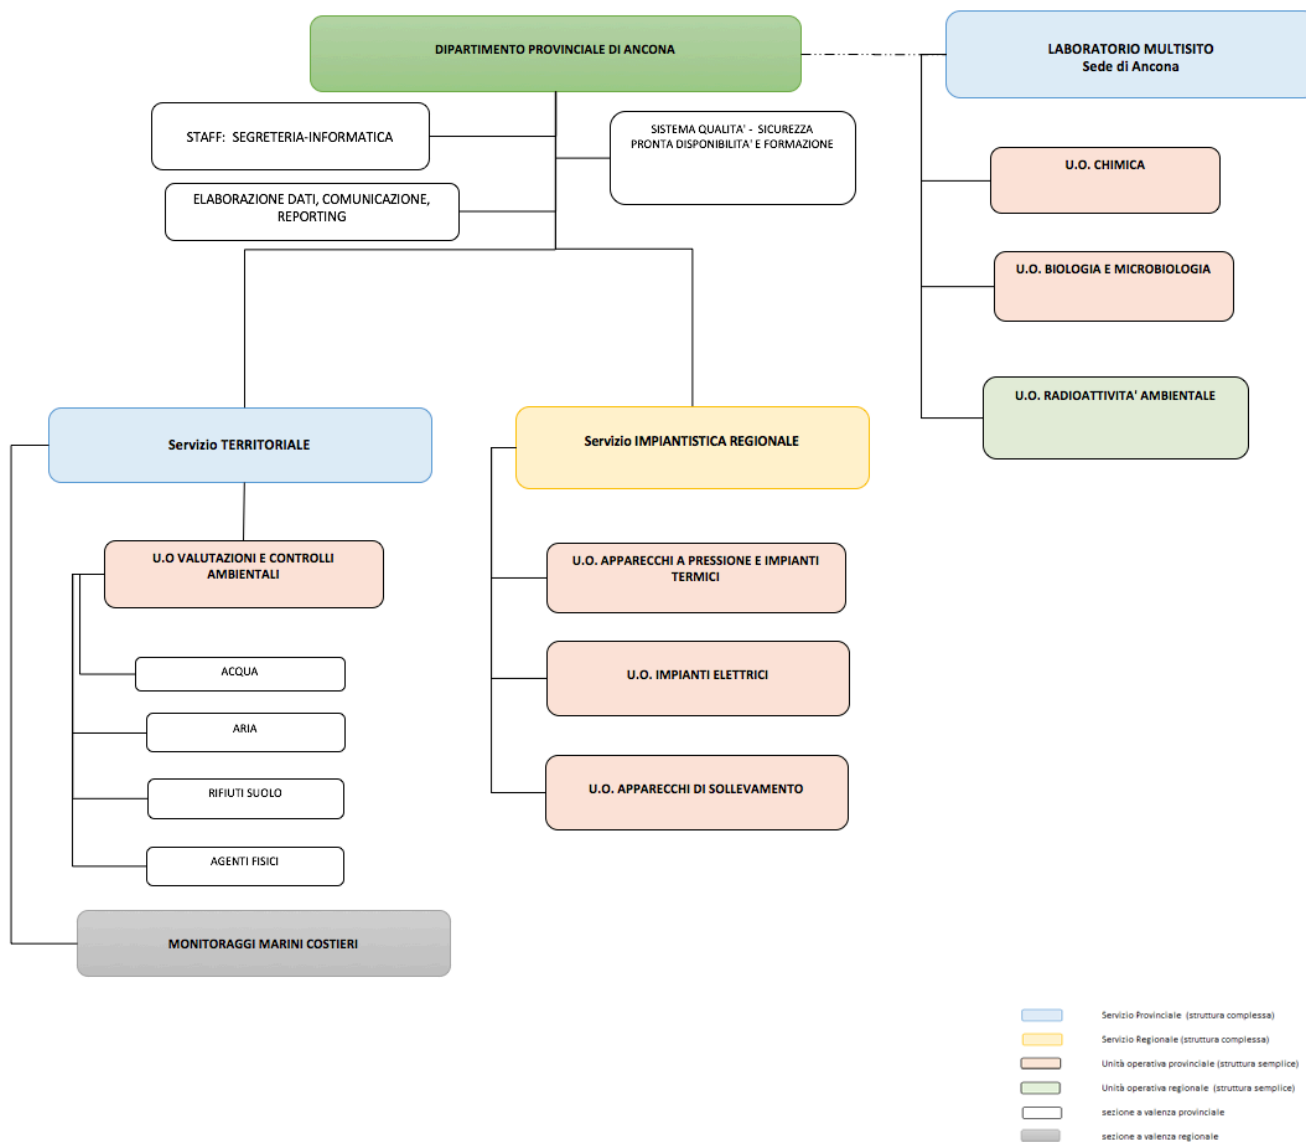 DIPARTIMENTO PROVINCIALE DI ANCONA
LABORATORIO MULTISITO
Sede di Ancona
STAFF:  SEGRETERIA-INFORMATICA
SISTEMA QUALITA' -  SICUREZZA
PRONTA DISPONIBILITA' E FORMAZIONE
ELABORAZIONE DATI, COMUNICAZIONE,
REPORTING
U.O. CHIMICA
U.O. BIOLOGIA E MICROBIOLOGIA
U.O. RADIOATTIVITA' AMBIENTALE
Servizio TERRITORIALE
Servizio IMPIANTISTICA REGIONALE
U.O VALUTAZIONI E CONTROLLI
AMBIENTALI
ACQUA
ARIA
RIFIUTI SUOLO
AGENTI FISICI
MONITORAGGI MARINI COSTIERI
U.O. APPARECCHI A PRESSIONE E IMPIANTI
TERMICI
U.O. IMPIANTI ELETTRICI
U.O. APPARECCHI DI SOLLEVAMENTO
Servizio Provinciale (struttura complessa)
Servizio Regionale (struttura complessa)
Unità operativa provinciale (struttura semplice)
Unità operativa regionale (struttura semplice)
sezione a valenza provinciale
sezione a valenza regionale